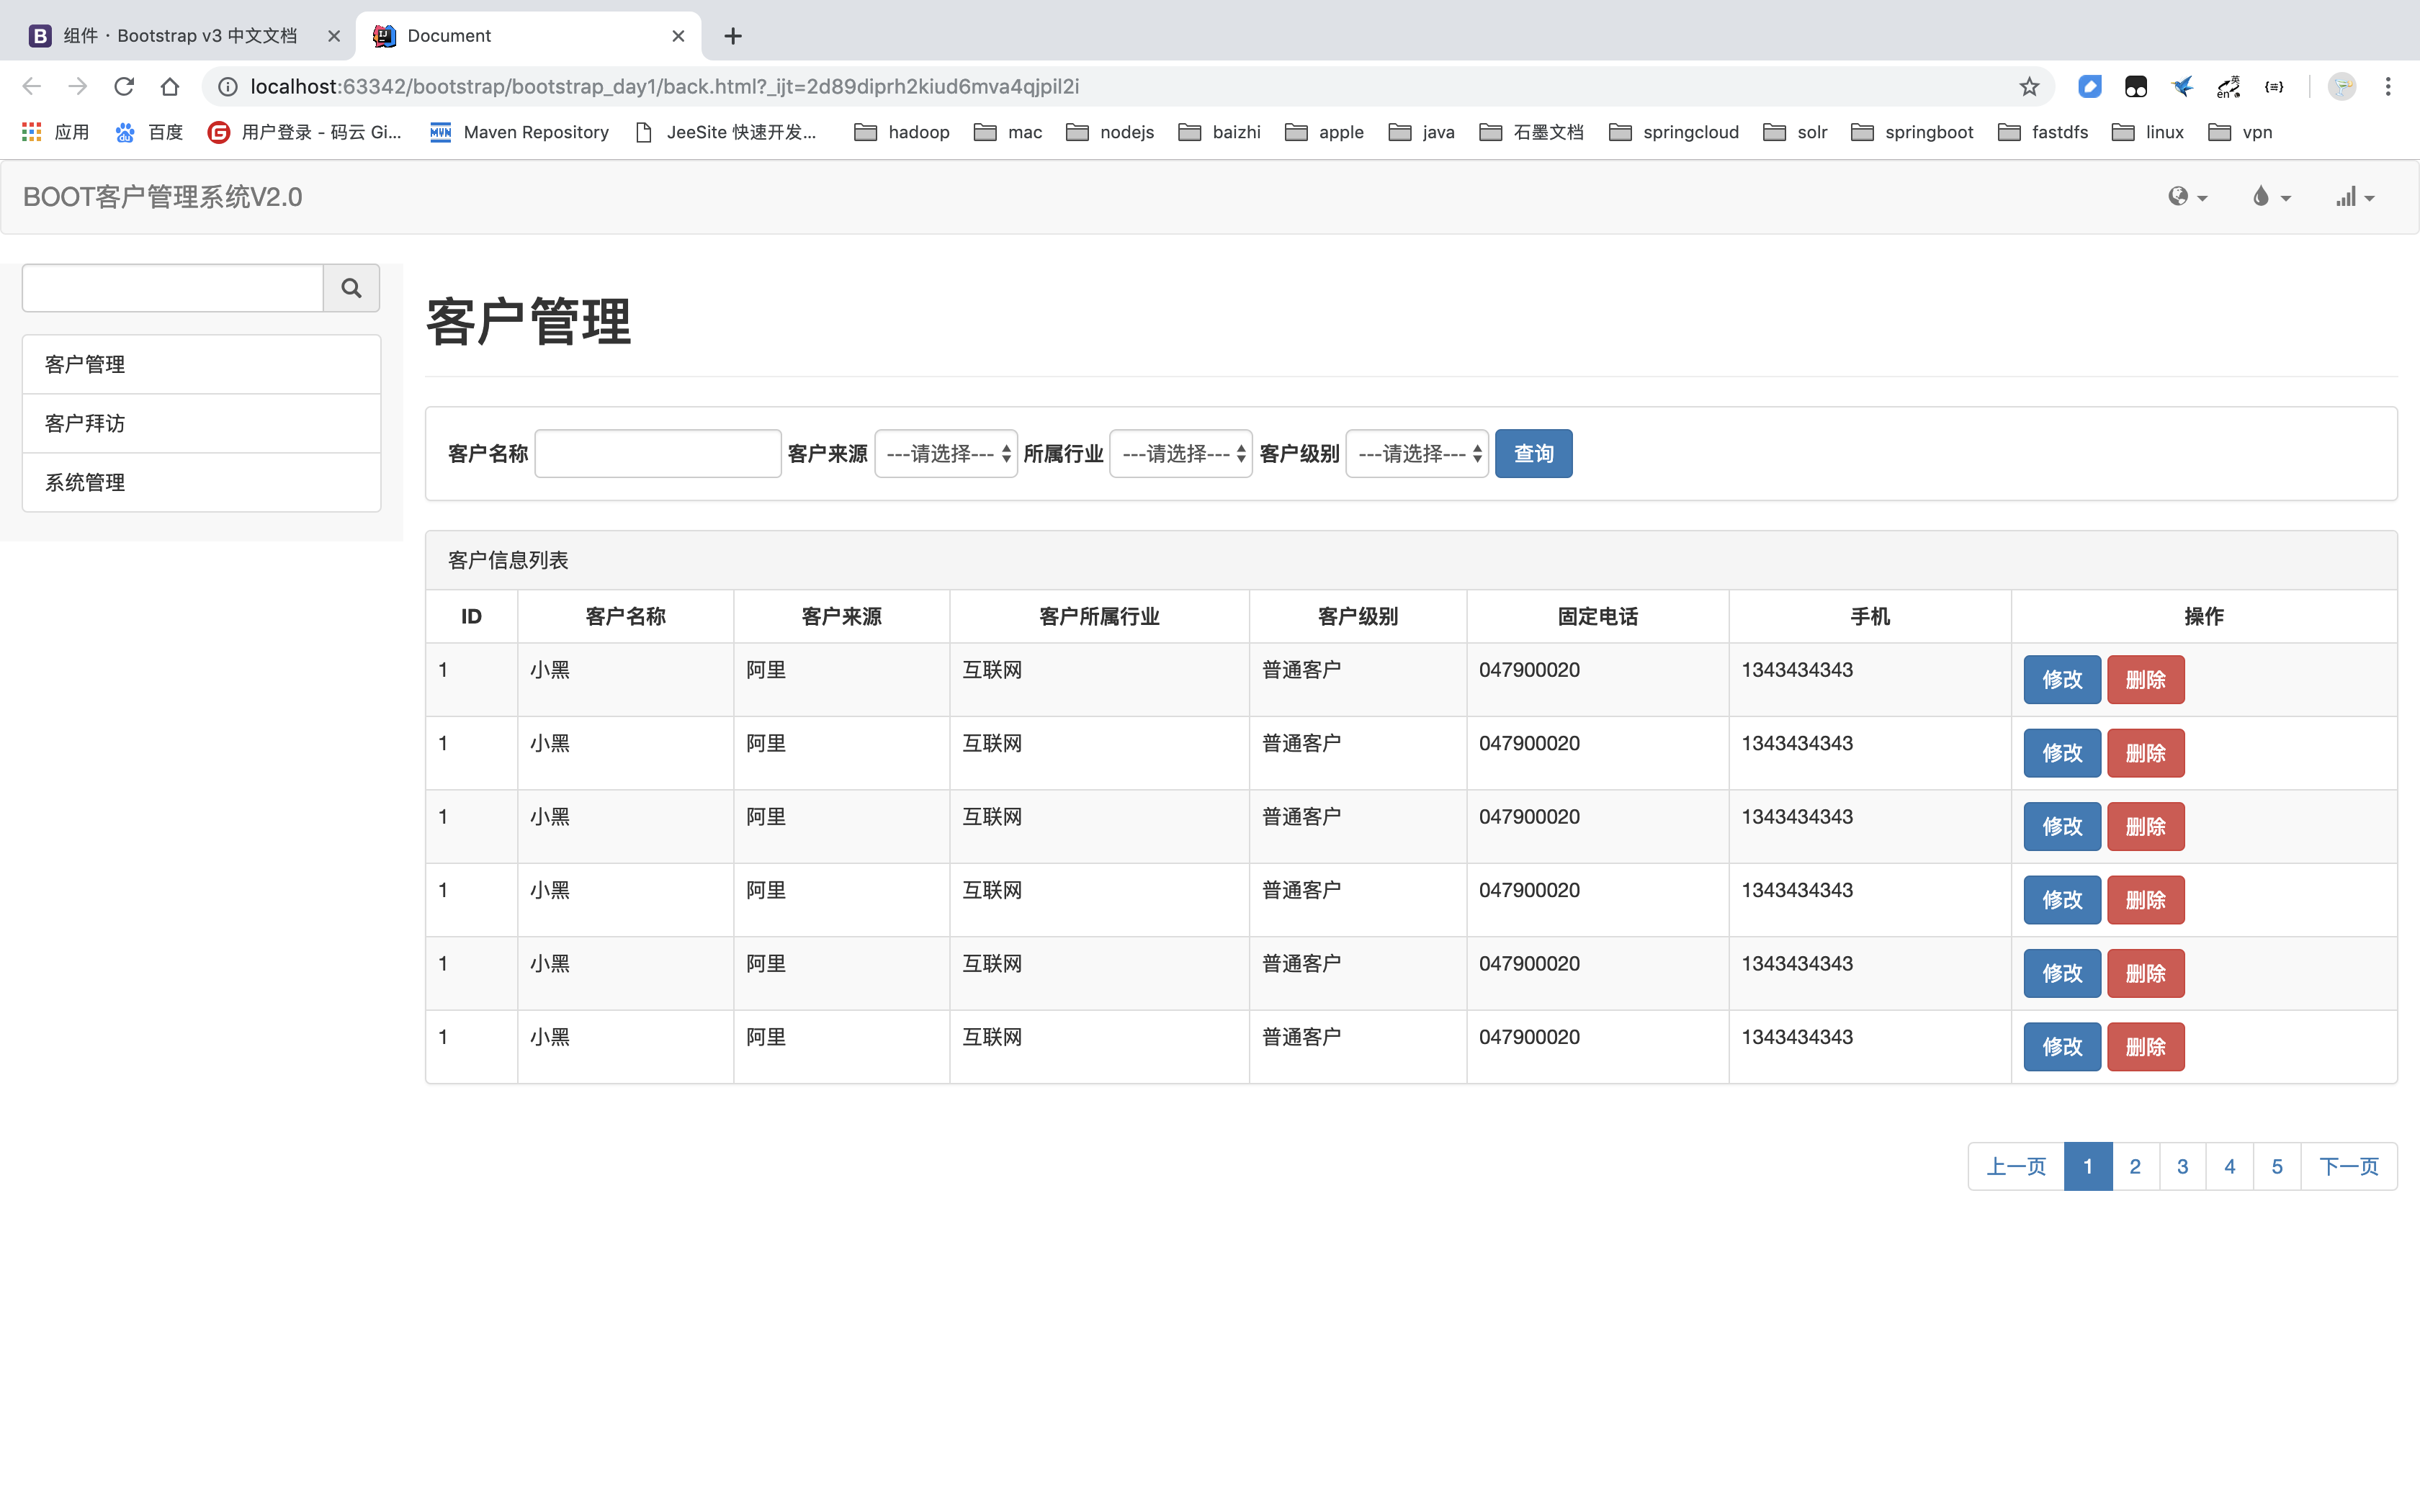 组件 · Bootstrap v3 中文文档
Document
localhost:63342/bootstrap/bootstrap_day1/back.html?_ijt=2d89diprh2kiud6mva4qjpil2i
应用 百度 用户登录 - 码云 Gi... Maven Repository JeeSite 快速开发... hadoop mac nodejs baizhi apple java 石墨文档 springcloud solr springboot fastdfs linux vpn
BOOT客户管理系统V2.0
客户管理
客户拜访
系统管理
客户管理
客户名称 客户来源 ---请选择--- 所属行业 ---请选择--- 客户级别 ---请选择--- 查询
客户信息列表
ID 客户名称 客户来源 客户所属行业 客户级别 固定电话 手机 操作
1 小黑 阿里 互联网 普通客户 047900020 1343434343 修改 删除
1 小黑 阿里 互联网 普通客户 047900020 1343434343 修改 删除
1 小黑 阿里 互联网 普通客户 047900020 1343434343 修改 删除
1 小黑 阿里 互联网 普通客户 047900020 1343434343 修改 删除
1 小黑 阿里 互联网 普通客户 047900020 1343434343 修改 删除
1 小黑 阿里 互联网 普通客户 047900020 1343434343 修改 删除
上一页 1 2 3 4 5 下一页